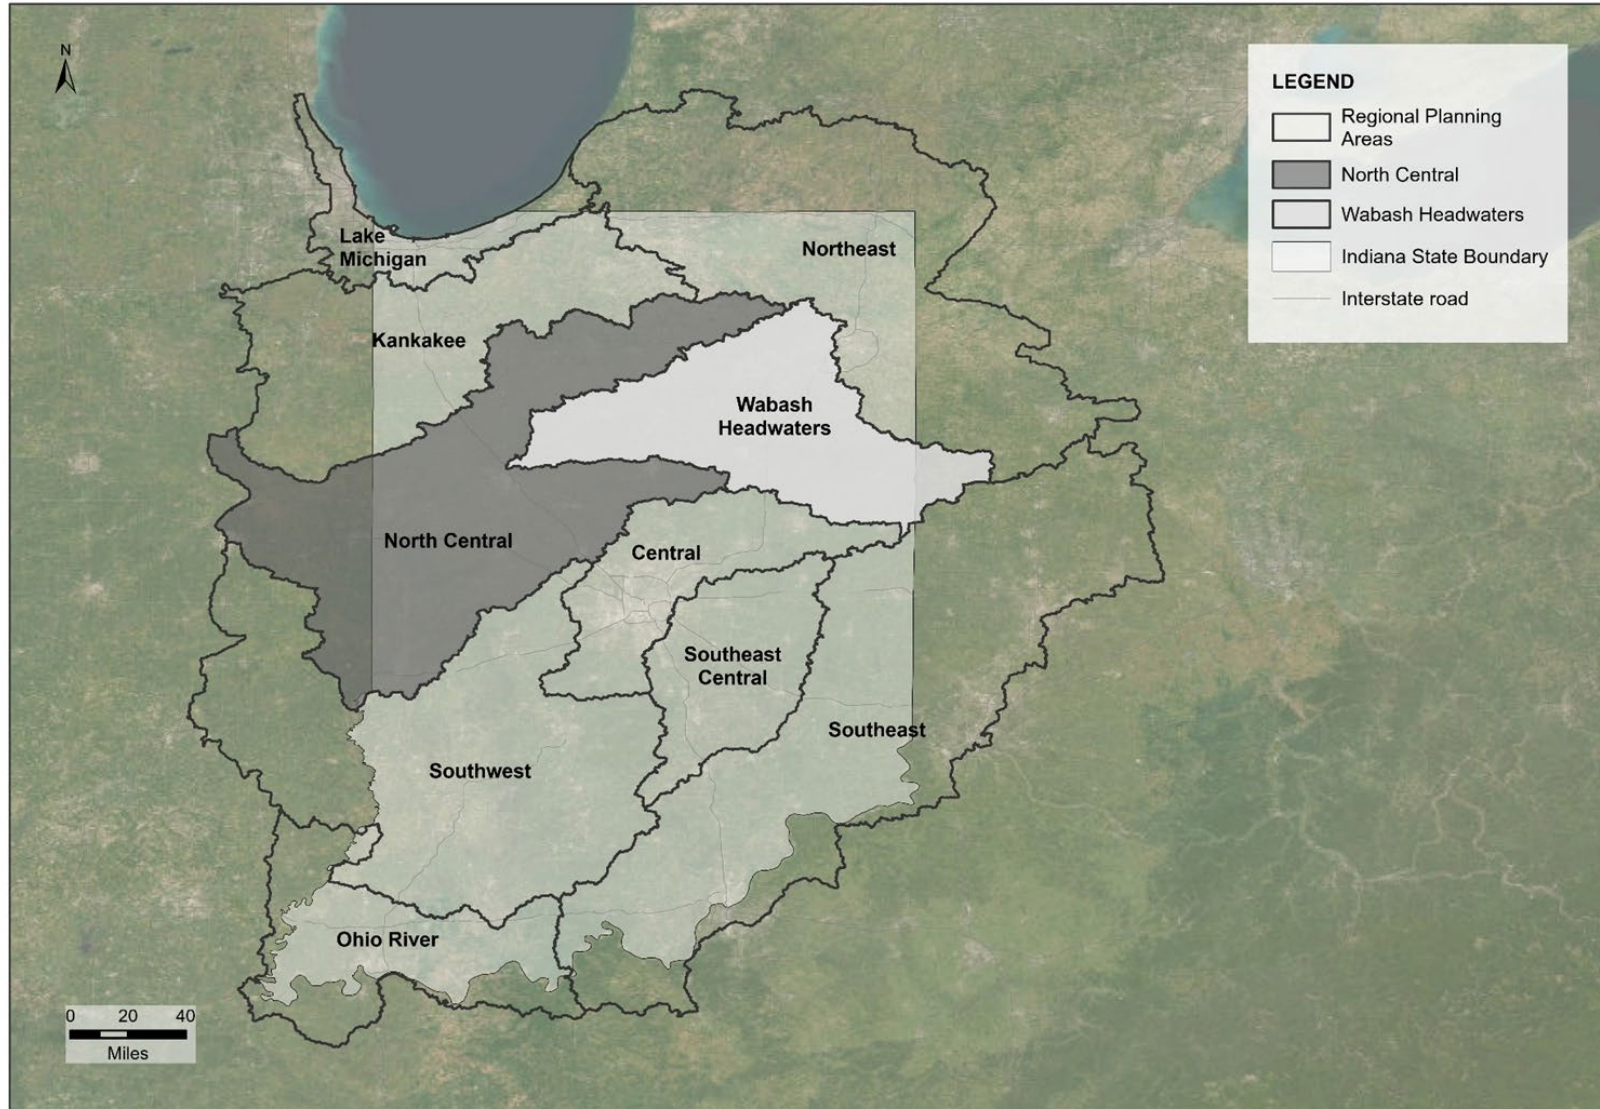 N
LEGEND
Regional Planning
Areas
North Central
Wabash Headwaters
Indiana State Boundary
Interstate road
Lake
Michigan
Northeast
Kankakee
Wabash
Headwaters
North Central
Central
Southeast
Central
Southeast
Southwest
Ohio River
0 20 40
Miles